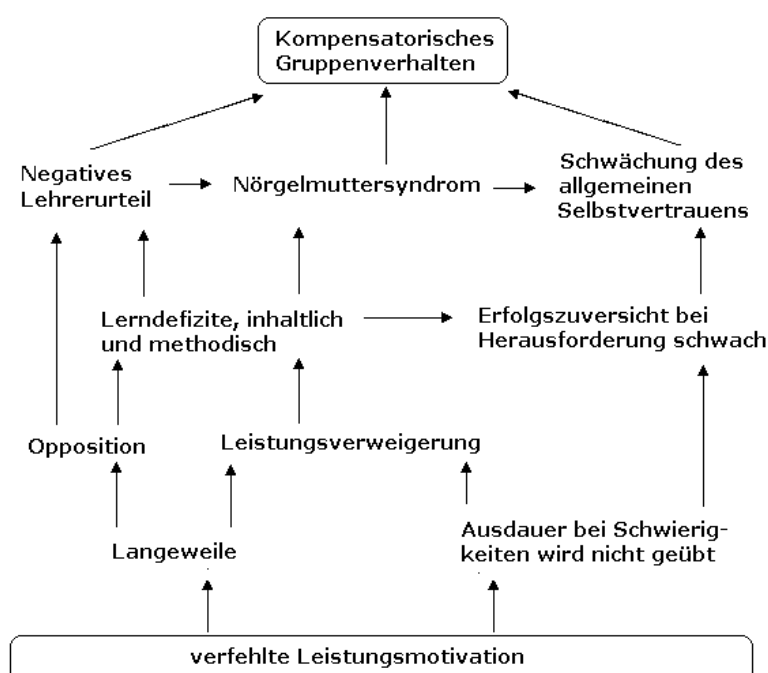 Kompensatorisches
Gruppenverhalten
Negatives
Lehrerurteil
Nörgelmuttersyndrom
Schwächung des
allgemeinen
Selbstvertrauens
Lerndefizite, inhaltlich
und methodisch
Erfolgszuversicht bei
Herausforderung schwach
Opposition
Leistungsverweigerung
Langeweile
Ausdauer bei Schwierig-
keiten wird nicht geübt
verfehlte Leistungsmotivation